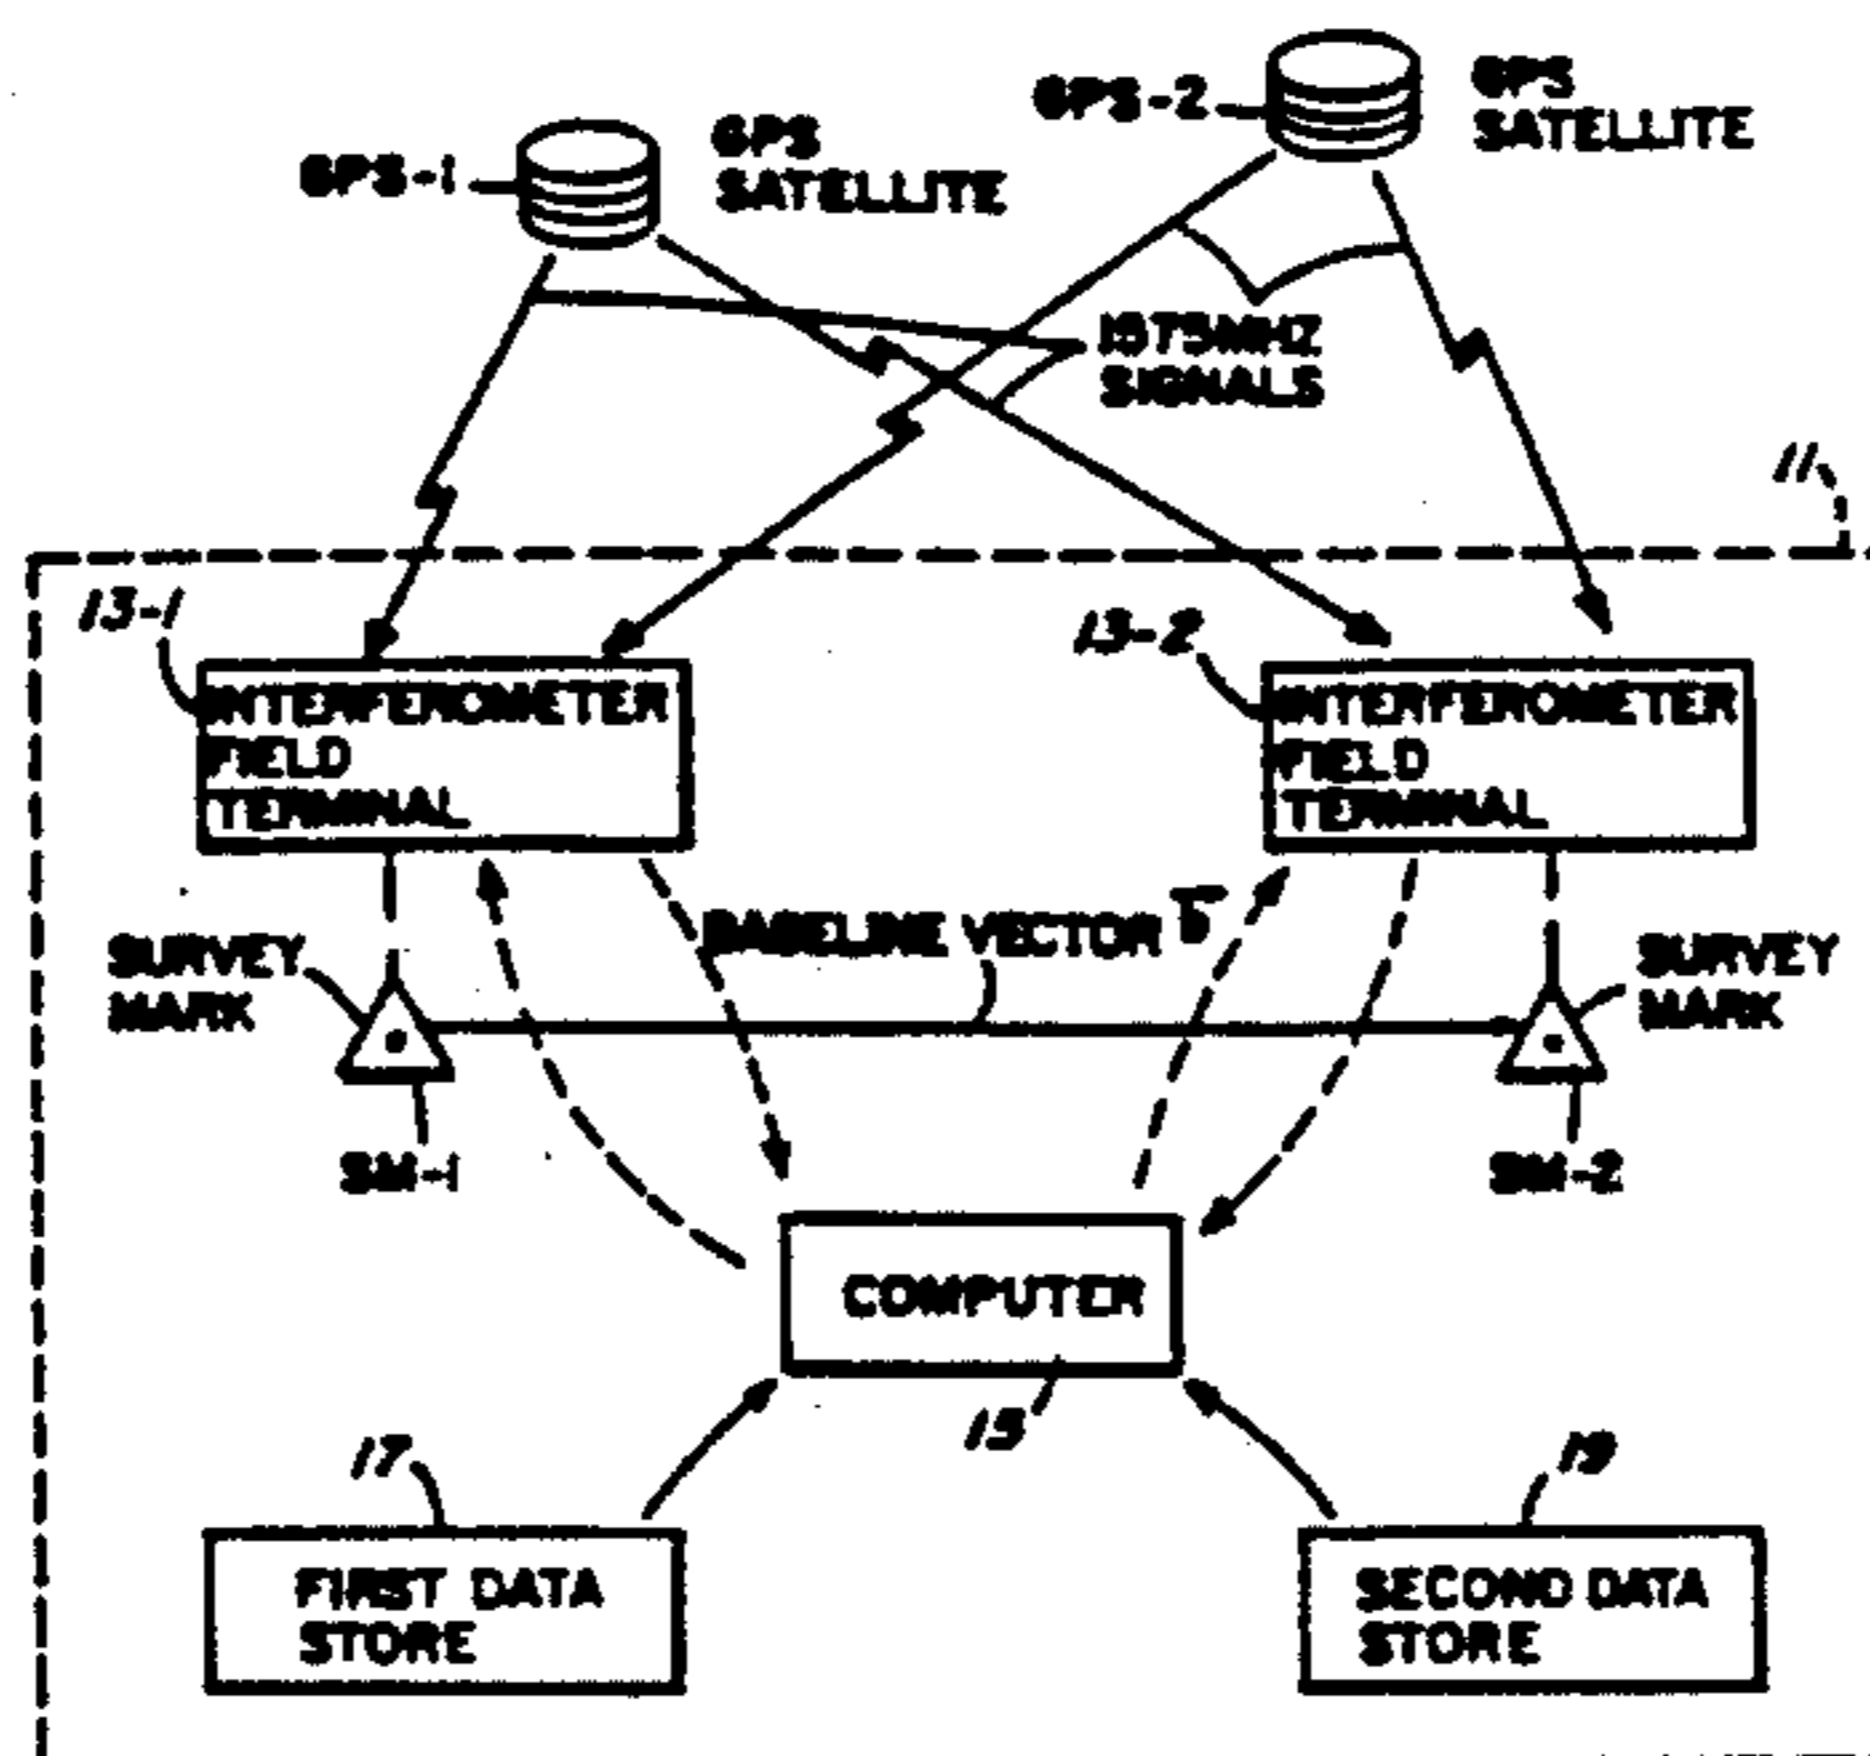 GPS-2
GPS
SATELLITE
GPS-1
GPS
SATELLITE
1575MHZ
SIGNALS
11
13-1
13-2
INTERFEROMETER
FIELD
TERMINAL
INTERFEROMETER
FIELD
TERMINAL
BASELINE VECTOR b̅
SURVEY
MARK
SURVEY
MARK
SM-1
SM-2
COMPUTER
15
17
19
FIRST DATA
STORE
SECOND DATA
STORE